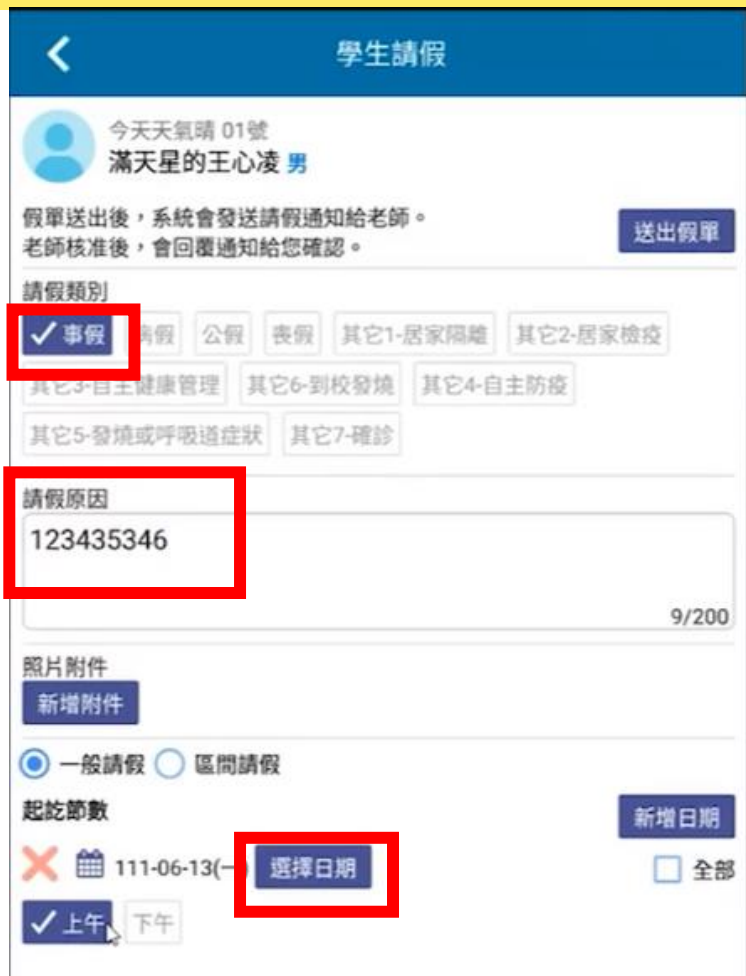 學生請假
今天天氣晴 01號
滿天星的王心凌 男
假單送出後,系統會發送請假通知給老師。
老師核准後,會回覆通知給您確認。
送出假單
請假類別
事假 假 公假 喪假 其它1-居家隔離 其它2-居家檢疫
其它3-自主健康管理 其它6-到校發燒 其它4-自主防疫
其它5-發燒或呼吸道症狀 其它7-確診
請假原因
123435346
9/200
照片附件
新增附件
一般請假 區間請假
起訖節數 新增日期
111-06-13(一) 選擇日期 全部
上午 下午